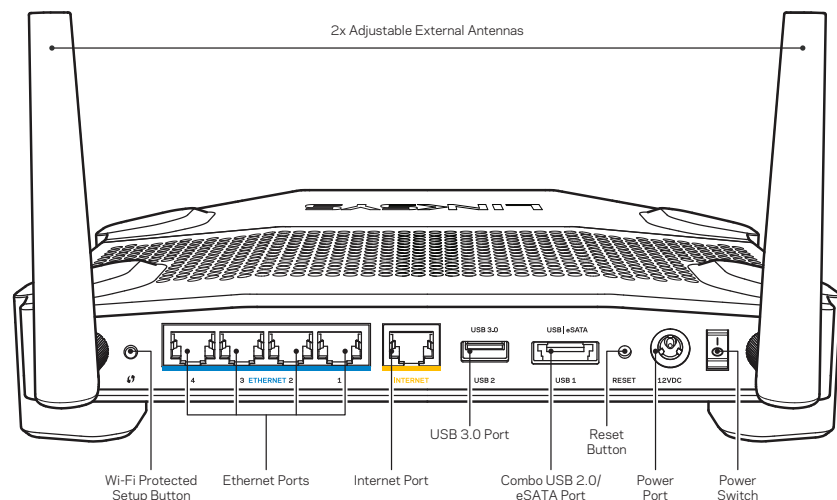 2x Adjustable External Antennas
LINKSYS
USB 3.0
USB eSATA
4
3
ETHERNET
2
1
INTERNET
USB 2
USB 1
RESET
12VDC
USB 3.0 Port
Reset
Button
Wi-Fi Protected
Setup Button
Ethernet Ports
Internet Port
Combo USB 2.0/
eSATA Port
Power
Port
Power
Switch